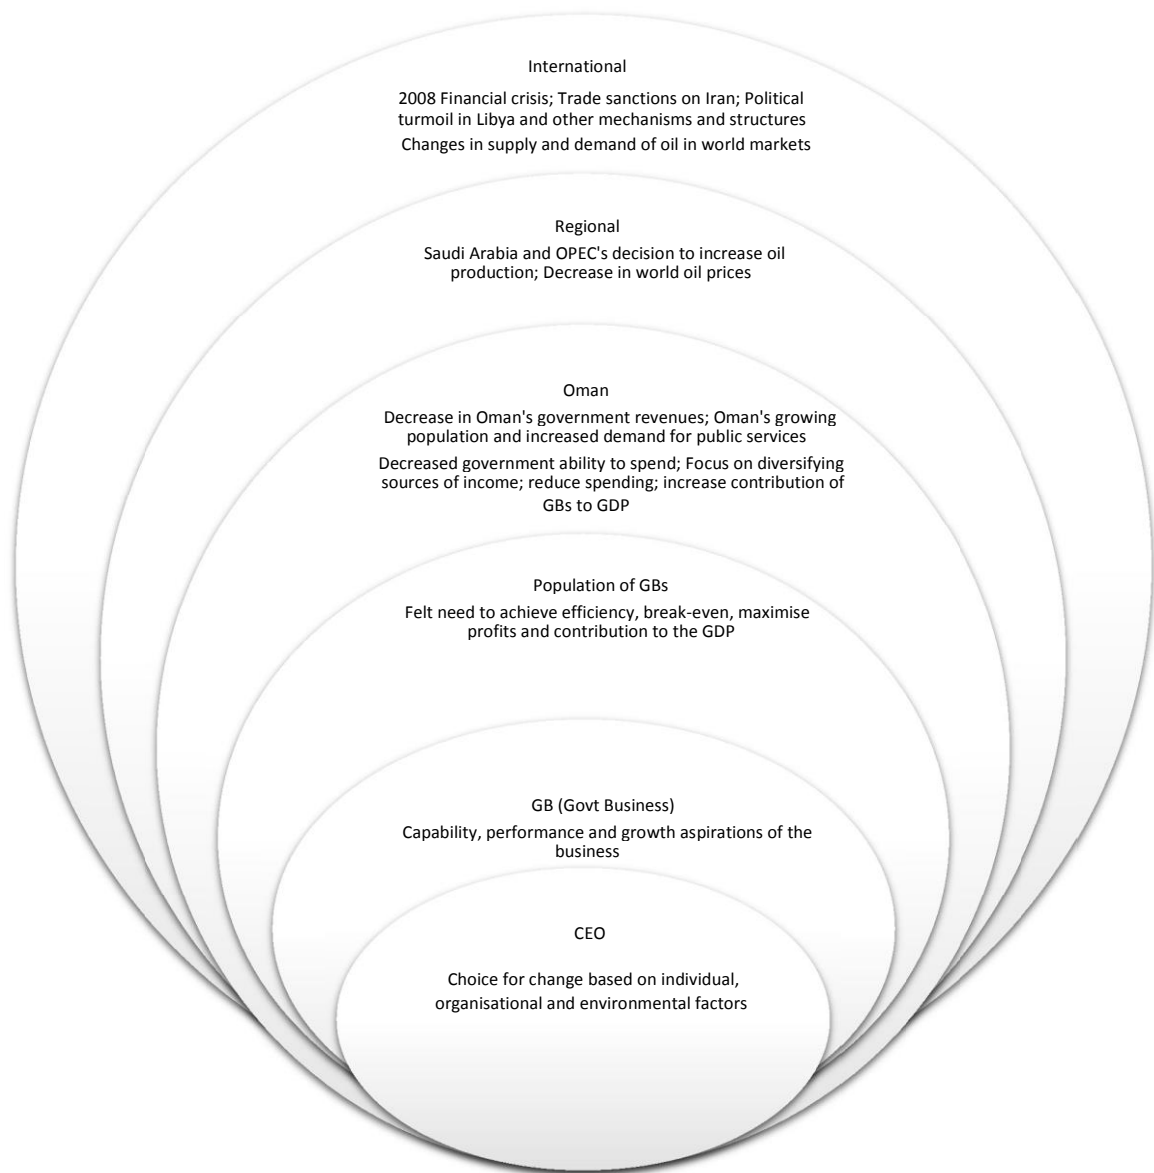 International
2008 Financial crisis; Trade sanctions on Iran; Political
turmoil in Libya and other mechanisms and structures
Changes in supply and demand of oil in world markets
Regional
Saudi Arabia and OPEC's decision to increase oil
production; Decrease in world oil prices
Oman
Decrease in Oman's government revenues; Oman's growing
population and increased demand for public services
Decreased government ability to spend; Focus on diversifying
sources of income; reduce spending; increase contribution of
GBs to GDP
Population of GBs
Felt need to achieve efficiency, break-even, maximise
profits and contribution to the GDP
GB (Govt Business)
Capability, performance and growth aspirations of the
business
CEO
Choice for change based on individual,
organisational and environmental factors